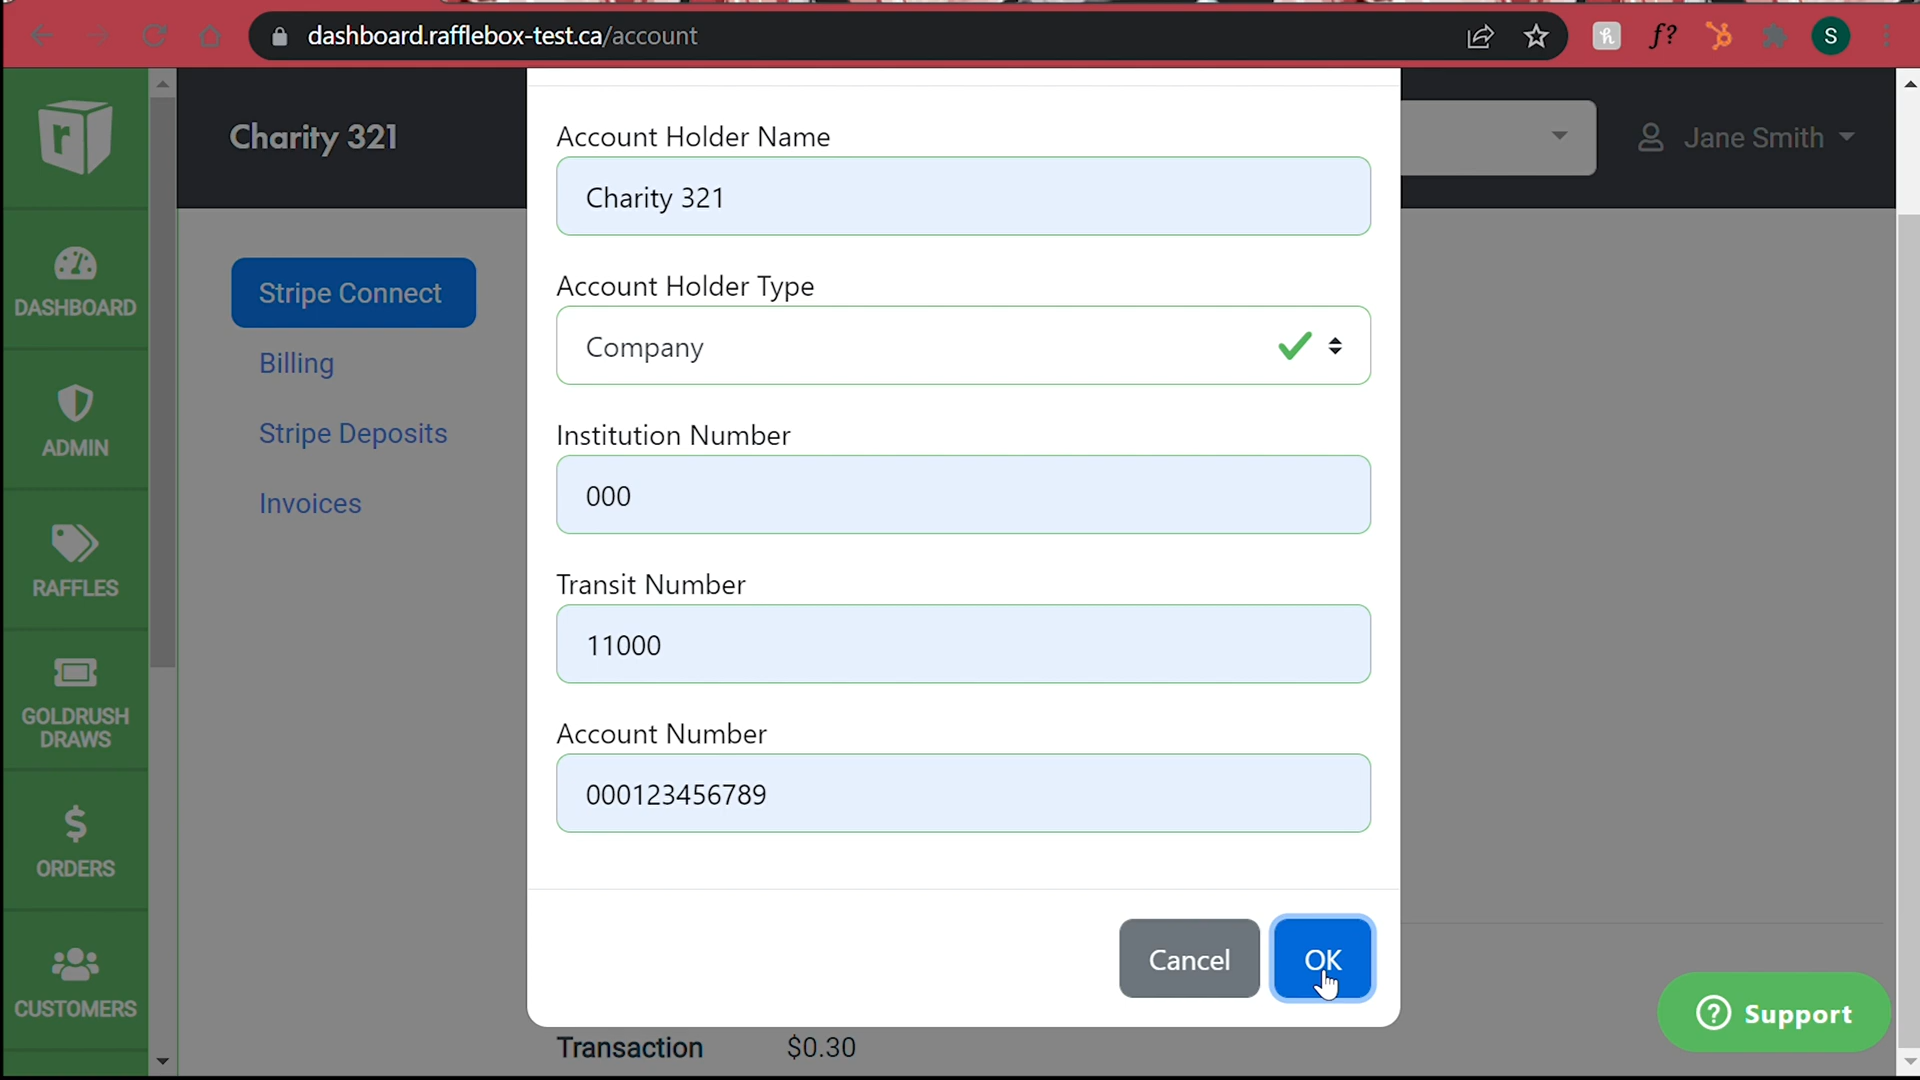 dashboard.rafflebox-test.ca/account
h
f?
S
r
Charity 321
Jane Smith
DASHBOARD
ADMIN
RAFFLES
GOLDRUSH
DRAWS
$
ORDERS
CUSTOMERS
Stripe Connect
Billing
Stripe Deposits
Invoices
Account Holder Name
Charity 321
Account Holder Type
Company
Institution Number
000
Transit Number
11000
Account Number
000123456789
Cancel
OK
Transaction $0.30
? Support